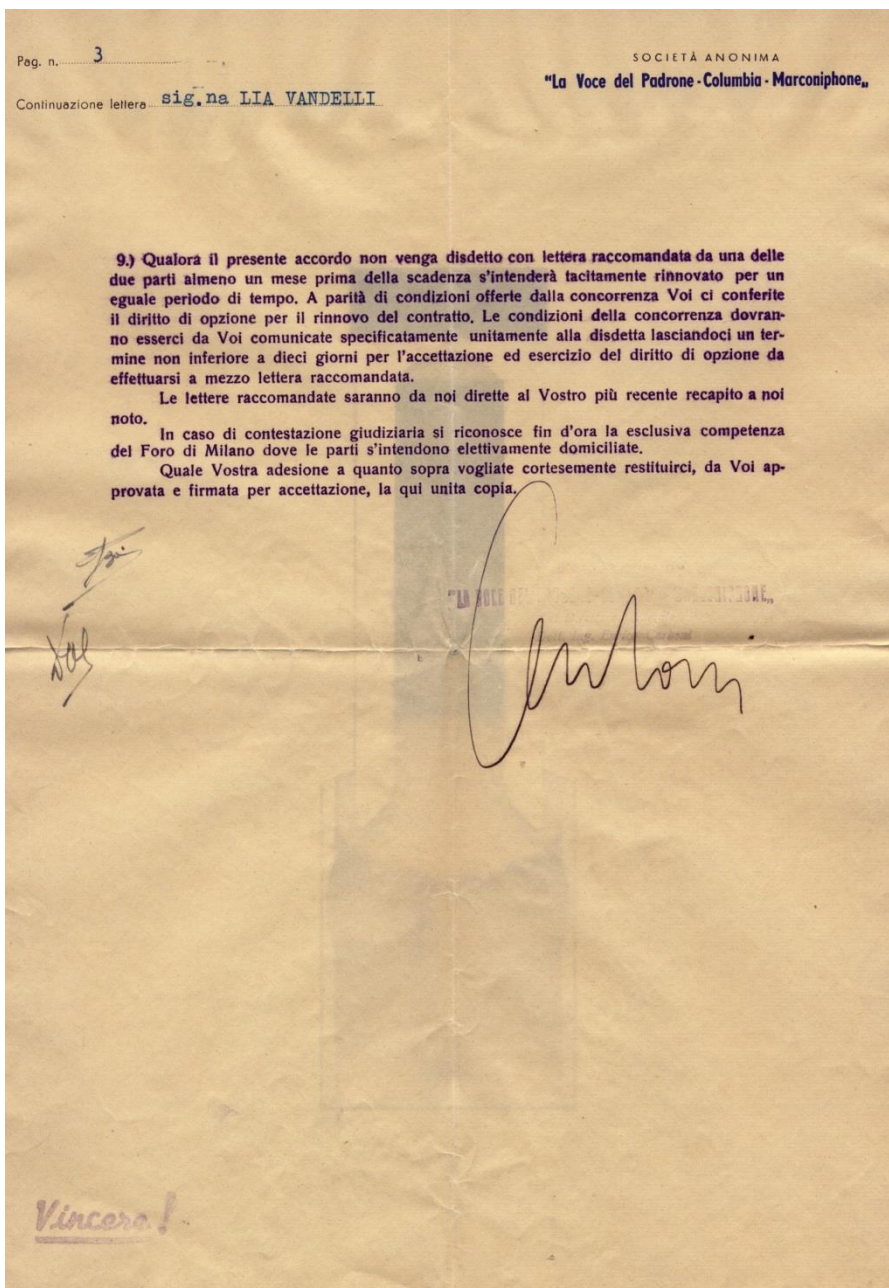 Pag. n. 3
SOCIETÀ ANONIMA
"La Voce del Padrone - Columbia - Marconiphone„
Continuazione lettera sig.na LIA VANDELLI
9.) Qualora il presente accordo non venga disdetto con lettera raccomandata da una delle
due parti almeno un mese prima della scadenza s'intenderà tacitamente rinnovato per un
eguale periodo di tempo. A parità di condizioni offerte dalla concorrenza Voi ci conferite
il diritto di opzione per il rinnovo del contratto. Le condizioni della concorrenza dovran-
no esserci da Voi comunicate specificatamente unitamente alla disdetta lasciandoci un ter-
mine non inferiore a dieci giorni per l'accettazione ed esercizio del diritto di opzione da
effettuarsi a mezzo lettera raccomandata.
Le lettere raccomandate saranno da noi dirette al Vostro più recente recapito a noi
noto.
In caso di contestazione giudiziaria si riconosce fin d'ora la esclusiva competenza
del Foro di Milano dove le parti s'intendono elettivamente domiciliate.
Quale Vostra adesione a quanto sopra vogliate cortesemente restituirci, da Voi ap-
provata e firmata per accettazione, la qui unita copia.
"LA VOCE
Vincere!